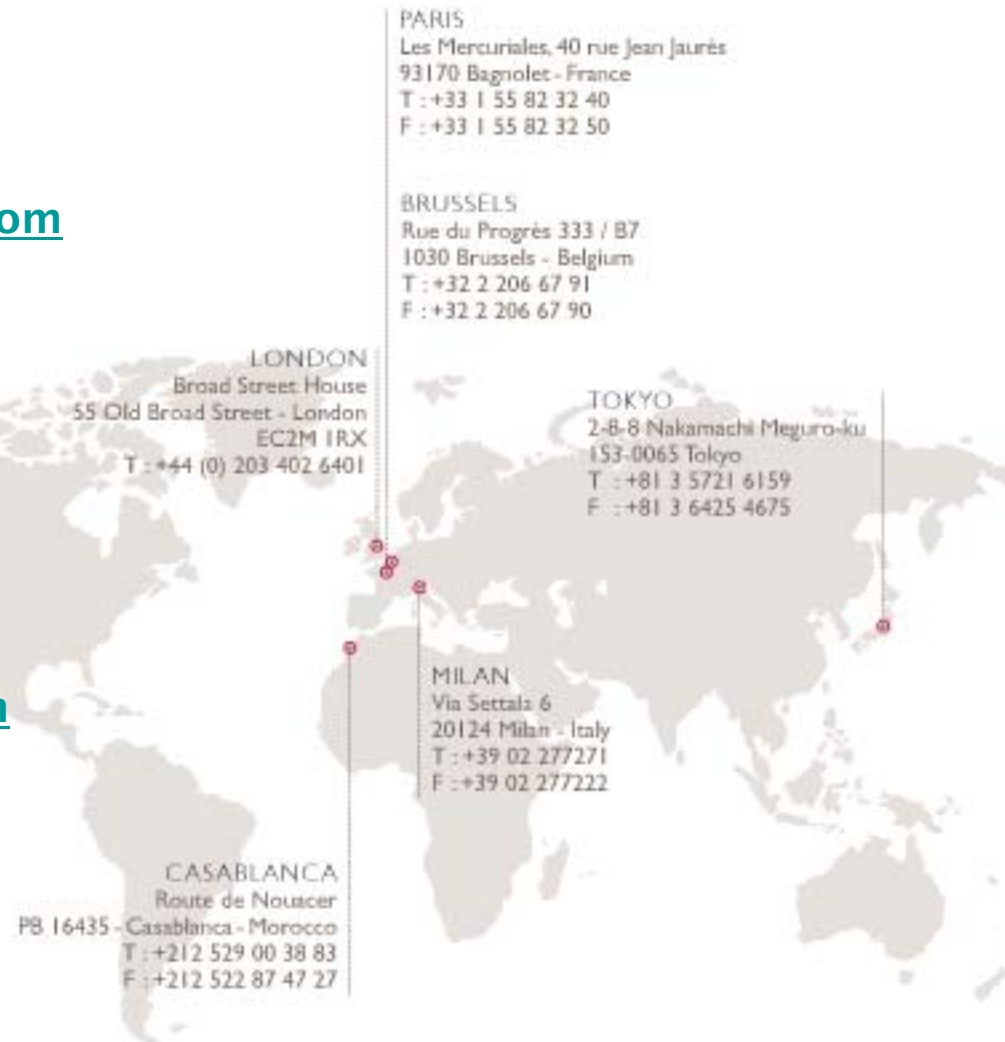 PARIS
Les Mercuriales, 40 rue Jean Jaurès
93170 Bagnolet - France
T : +33 1 55 82 32 40
F : +33 1 55 82 32 50
om
BRUSSELS
Rue du Progrès 333 / B7
1030 Brussels - Belgium
T : +32 2 206 67 91
F : +32 2 206 67 90
LONDON
Broad Street House
55 Old Broad Street - London
EC2M 1RX
T : +44 (0) 203 402 6401
TOKYO
2-8-8 Nakamachi Meguro-ku
153-0065 Tokyo
T : +81 3 5721 6159
F : +81 3 6425 4675
MILAN
Via Settala 6
20124 Milan - Italy
T : +39 02 277271
F : +39 02 277222
CASABLANCA
Route de Nouacer
PB 16435 - Casablanca - Morocco
T : +212 529 00 38 83
F : +212 522 87 47 27